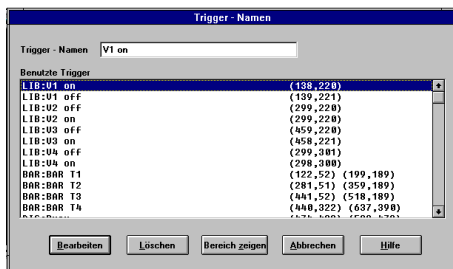 Trigger - Namen
Trigger - Namen V1 on
Benutzte Trigger
LIB:V1 on (138,220)
LIB:V1 off (139,221)
LIB:V2 off (299,220)
LIB:V2 on (299,220)
LIB:V3 off (459,220)
LIB:V3 on (458,221)
LIB:V4 off (299,301)
LIB:V4 on (298,300)
BAR:BAR T1 (122,52) (199,189)
BAR:BAR T2 (281,51) (359,189)
BAR:BAR T3 (441,52) (518,189)
BAR:BAR T4 (440,322) (637,390)
Bearbeiten Löschen Bereich zeigen Abbrechen Hilfe